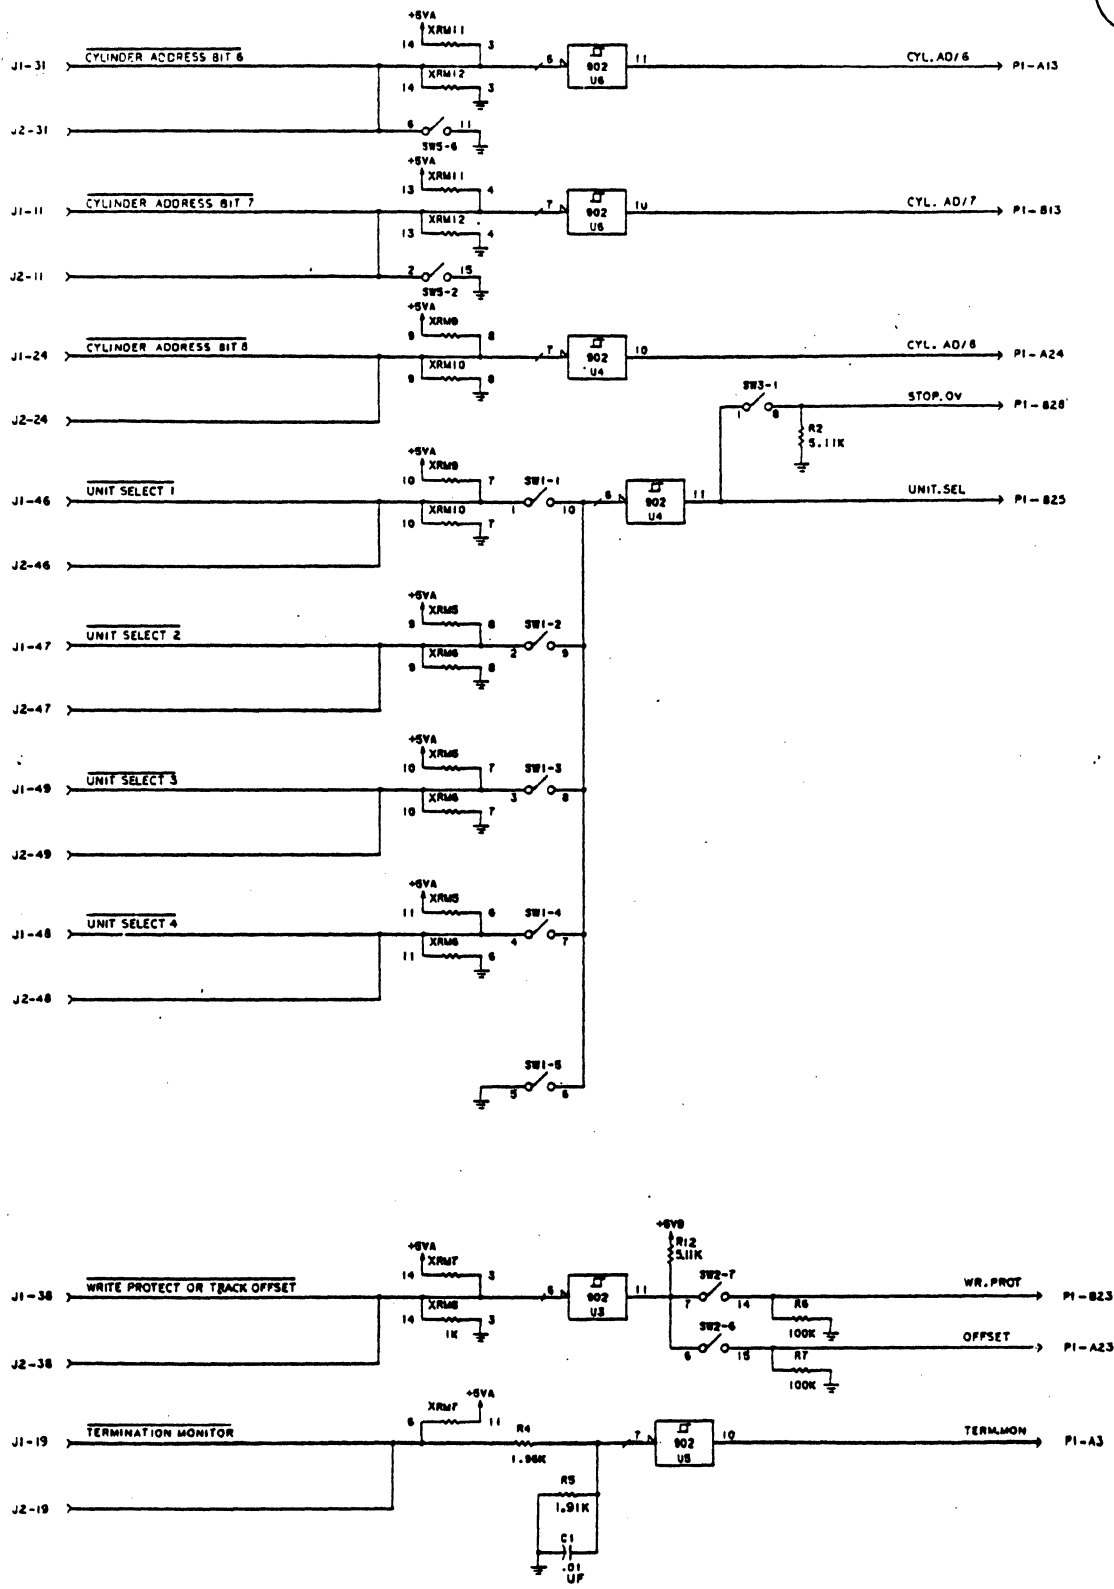 +5VA
XRM11
14 3
CYLINDER ADDRESS BIT 6
J1-31 6 902 11 CYL. AD/6 P1-A13
XRM12 U6
14 3
J2-31 6 11
SW5-6
+5VA
XRM11
13 4
CYLINDER ADDRESS BIT 7
J1-11 7 902 10 CYL. AD/7 P1-B13
XRM12 U6
13 4
J2-11 2 15
SW5-2
+5VA
XRM9
9 8
CYLINDER ADDRESS BIT 8
J1-24 7 902 10 CYL. AD/8 P1-A24
XRM10 U4
9 8
SW3-1
1 8 STOP.OV P1-B28
J2-24
R2
5.11K
+5VA
XRM9
10 7 SW1-1
UNIT SELECT 1
J1-46 1 10 6 902 11 UNIT.SEL P1-B25
XRM10 U4
10 7
J2-46
+5VA
XRM5
9 8 SW1-2
UNIT SELECT 2
J1-47 2 9
XRM6
9 8
J2-47
+5VA
XRM5
10 7 SW1-3
UNIT SELECT 3
J1-49 3 8
XRM6
10 7
J2-49
+5VA
XRM5
11 6 SW1-4
UNIT SELECT 4
J1-48 4 7
XRM6
11 6
J2-48
SW1-5
5 6
+5VB
R12
5.11K
+5VA
XRM7
14 3
WRITE PROTECT OR TRACK OFFSET
J1-38 6 902 11 SW2-7 7 14 WR.PROT P1-B23
XRM8 U3
14 3
1K
R6
100K
SW2-6
6 15 OFFSET P1-A23
J2-38
R7
100K
+5VA
XRM7
6 11
TERMINATION MONITOR
J1-19 R4 7 902 10 TERM.MON P1-A3
1.96K U5
R5
1.91K
J2-19
C1
.01
UF